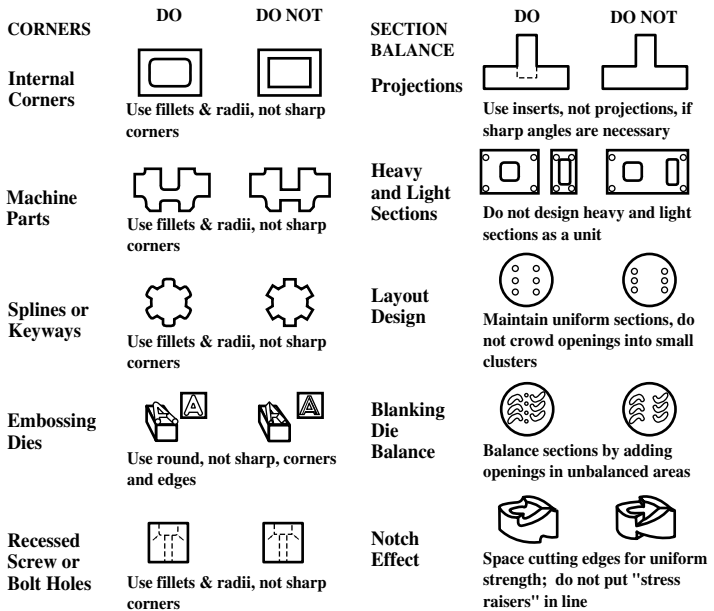 CORNERS
DO
DO NOT
Internal
Corners
Use fillets & radii, not sharp
corners
Machine
Parts
Use fillets & radii, not sharp
corners
Splines or
Keyways
Use fillets & radii, not sharp
corners
Embossing
Dies
A
A
Use round, not sharp, corners
and edges
Recessed
Screw or
Bolt Holes
Use fillets & radii, not sharp
corners
SECTION
BALANCE
DO
DO NOT
Projections
Use inserts, not projections, if
sharp angles are necessary
Heavy
and Light
Sections
Do not design heavy and light
sections as a unit
Layout
Design
Maintain uniform sections, do
not crowd openings into small
clusters
Blanking
Die
Balance
Balance sections by adding
openings in unbalanced areas
Notch
Effect
Space cutting edges for uniform
strength; do not put "stress
raisers" in line